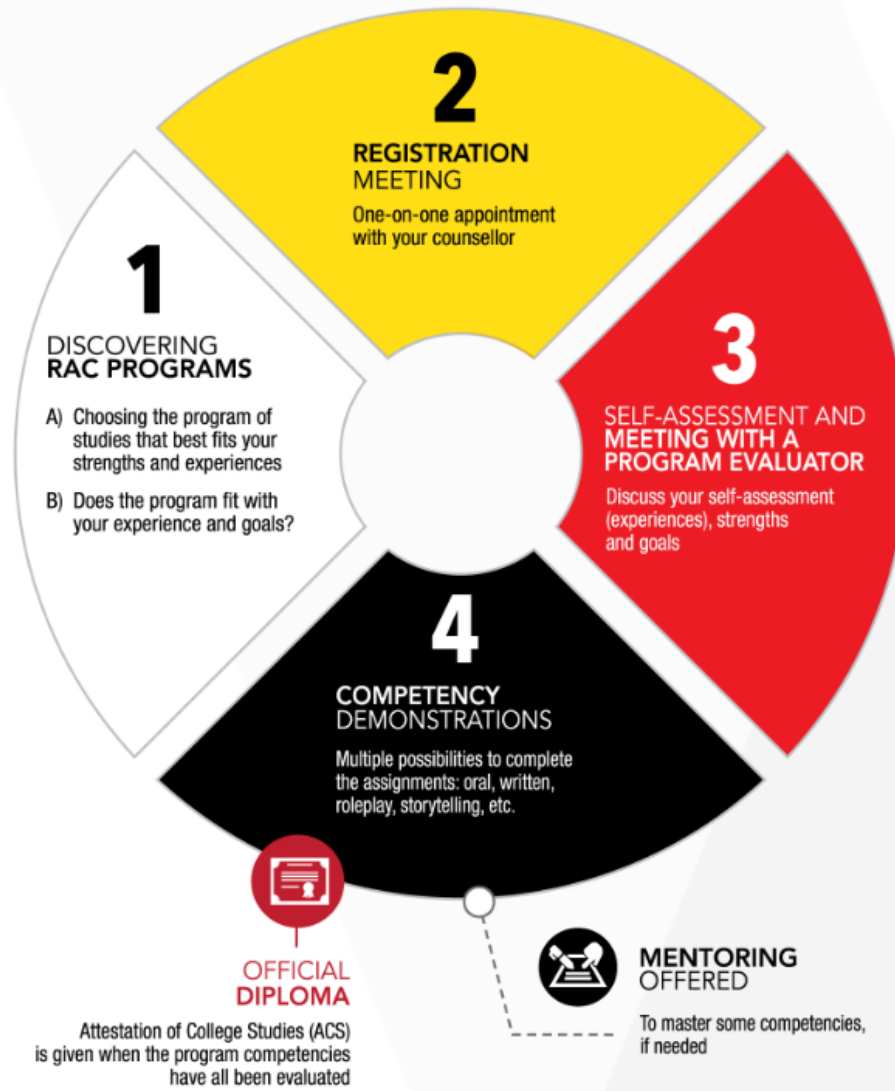 1
DISCOVERING
RAC PROGRAMS
A) Choosing the program of
studies that best fits your
strengths and experiences
B) Does the program fit with
your experience and goals?
2
REGISTRATION
MEETING
One-on-one appointment
with your counsellor
3
SELF-ASSESSMENT AND
MEETING WITH A
PROGRAM EVALUATOR
Discuss your self-assessment
(experiences), strengths
and goals
4
COMPETENCY
DEMONSTRATIONS
Multiple possibilities to complete
the assignments: oral, written,
roleplay, storytelling, etc.
OFFICIAL
DIPLOMA
Attestation of College Studies (ACS)
is given when the program competencies
have all been evaluated
MENTORING
OFFERED
To master some competencies,
if needed